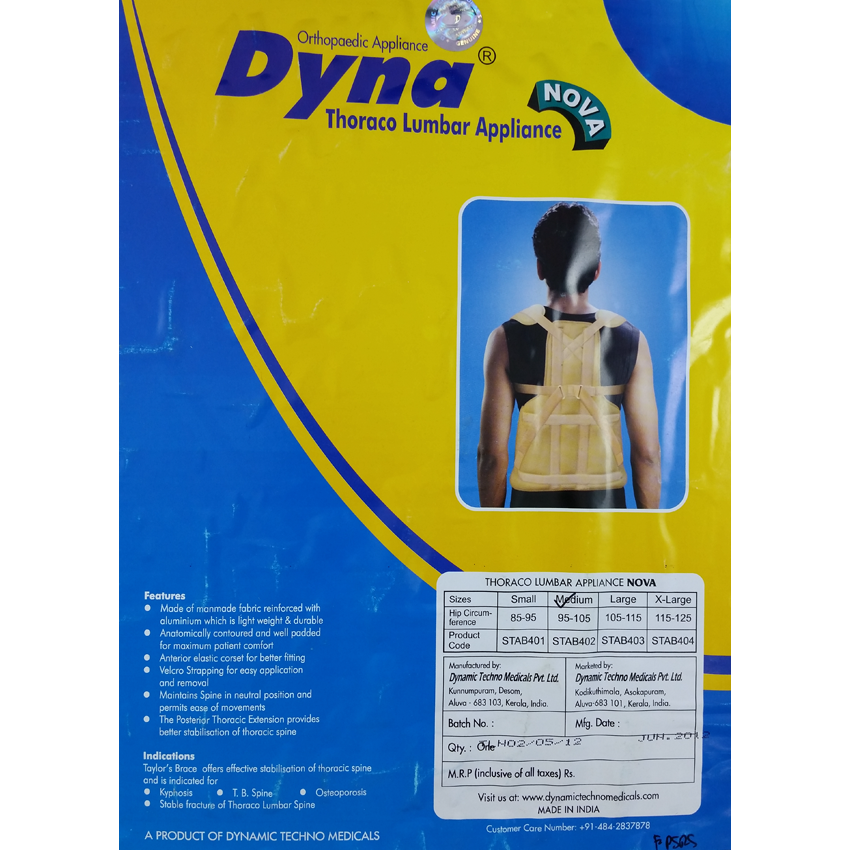 GENUINE
Orthopaedic Appliance
Dyna®
NOVA
Thoraco Lumbar Appliance
Features
● Made of manmade fabric reinforced with
aluminium which is light weight & durable
● Anatomically contoured and well padded
for maximum patient comfort
● Anterior elastic corset for better fitting
● Velcro Strapping for easy application
and removal
● Maintains Spine in neutral position and
permits ease of movements
● The Posterior Thoracic Extension provides
better stabilisation of thoracic spine
Indications
Taylor's Brace offers effective stabilisation of thoracic spine
and is indicated for
● Kyphosis ● T. B. Spine ● Osteoporosis
● Stable fracture of Thoraco Lumbar Spine
A PRODUCT OF DYNAMIC TECHNO MEDICALS
THORACO LUMBAR APPLIANCE NOVA
Sizes Small Medium Large X-Large
Hip Circum-
ference 85-95 95-105 105-115 115-125
Product
Code STAB401 STAB402 STAB403 STAB404
Manufactured by:
Dynamic Techno Medicals Pvt. Ltd.
Kunnumpuram, Desom,
Aluva - 683 103, Kerala, India.
Marketed by:
Dynamic Techno Medicals Pvt. Ltd.
Kodikuthimala, Asokapuram,
Aluva-683 101, Kerala, India.
Batch No. : Mfg. Date :
JUN. 2012
Qty. : One NO2/05/12
M.R.P (inclusive of all taxes) Rs.
Visit us at: www.dynamictechnomedicals.com
MADE IN INDIA
Customer Care Number: +91-484-2837878